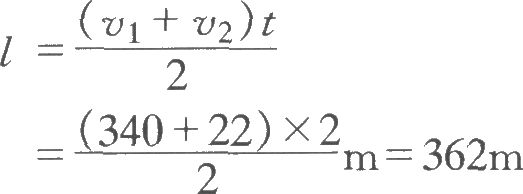 l = (v₁ + v₂)t / 2
= (340 + 22) × 2 / 2 m = 362m